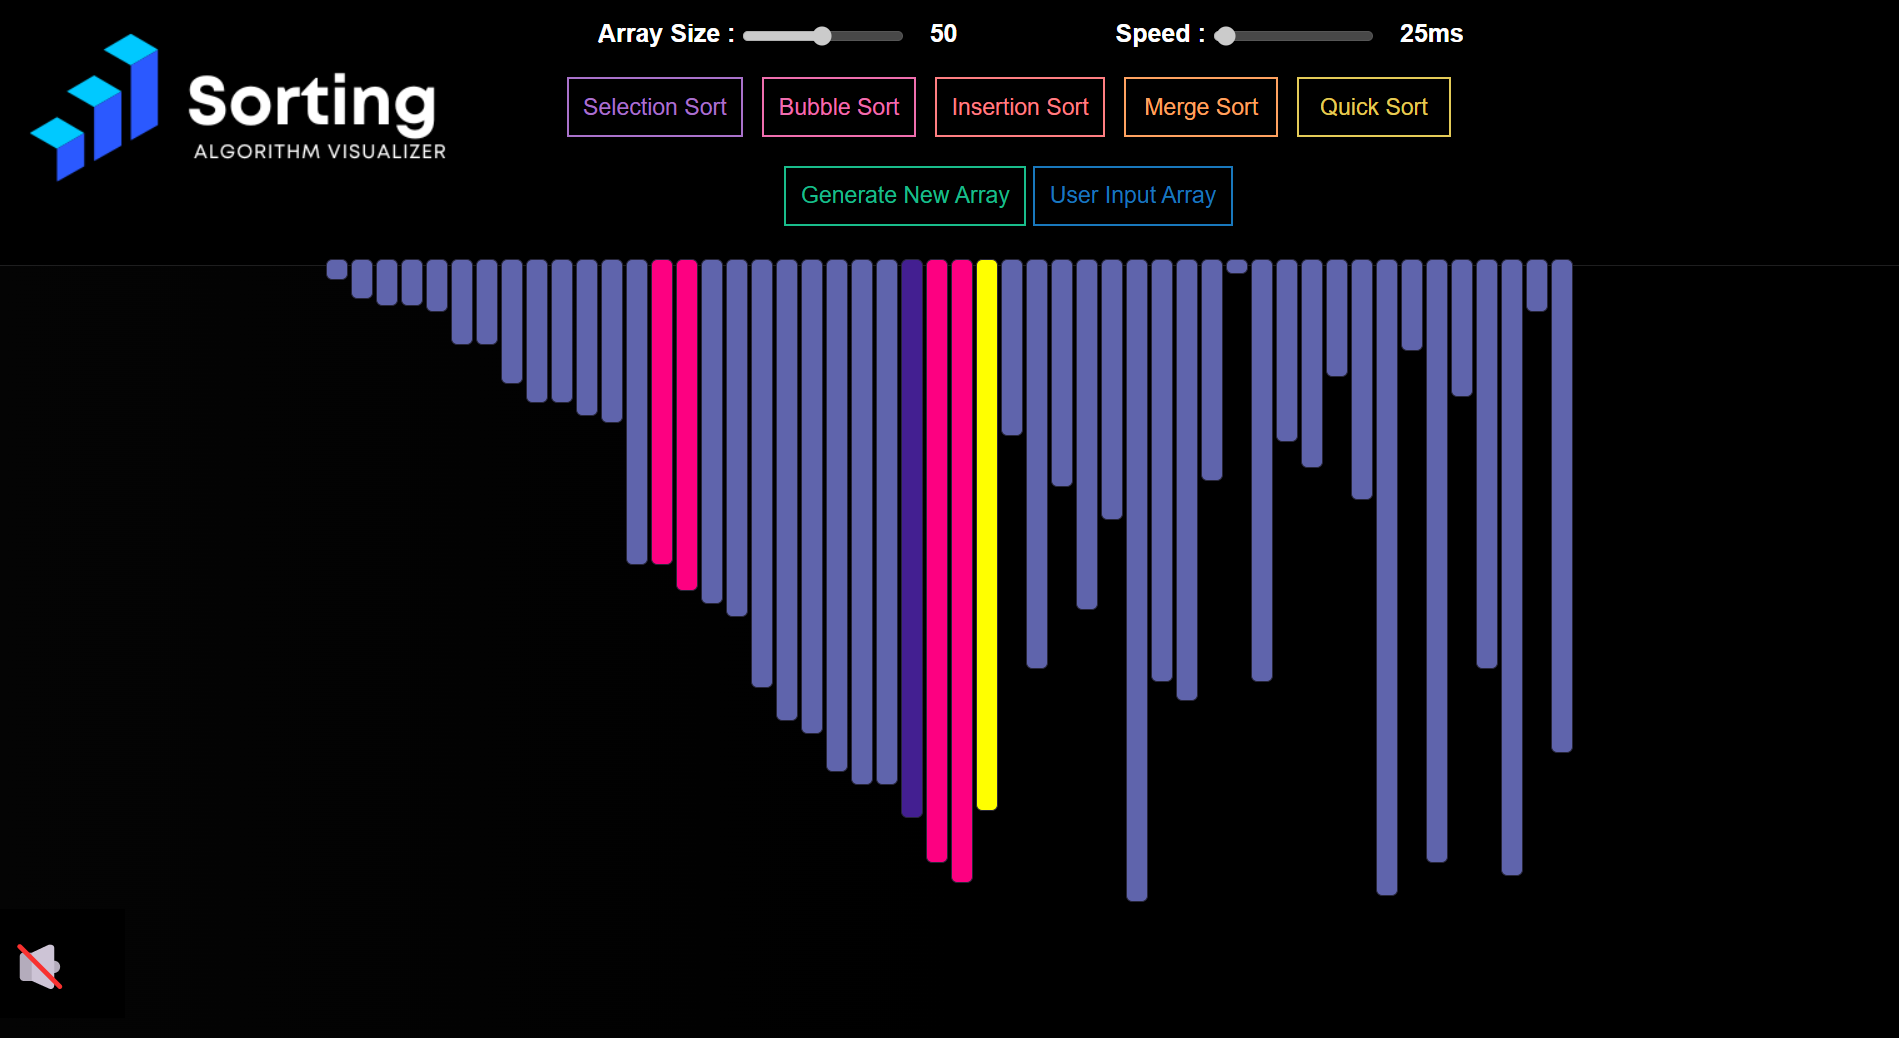 Array Size :
50
Speed :
25ms
Sorting
ALGORITHM VISUALIZER
Selection Sort
Bubble Sort
Insertion Sort
Merge Sort
Quick Sort
Generate New Array
User Input Array